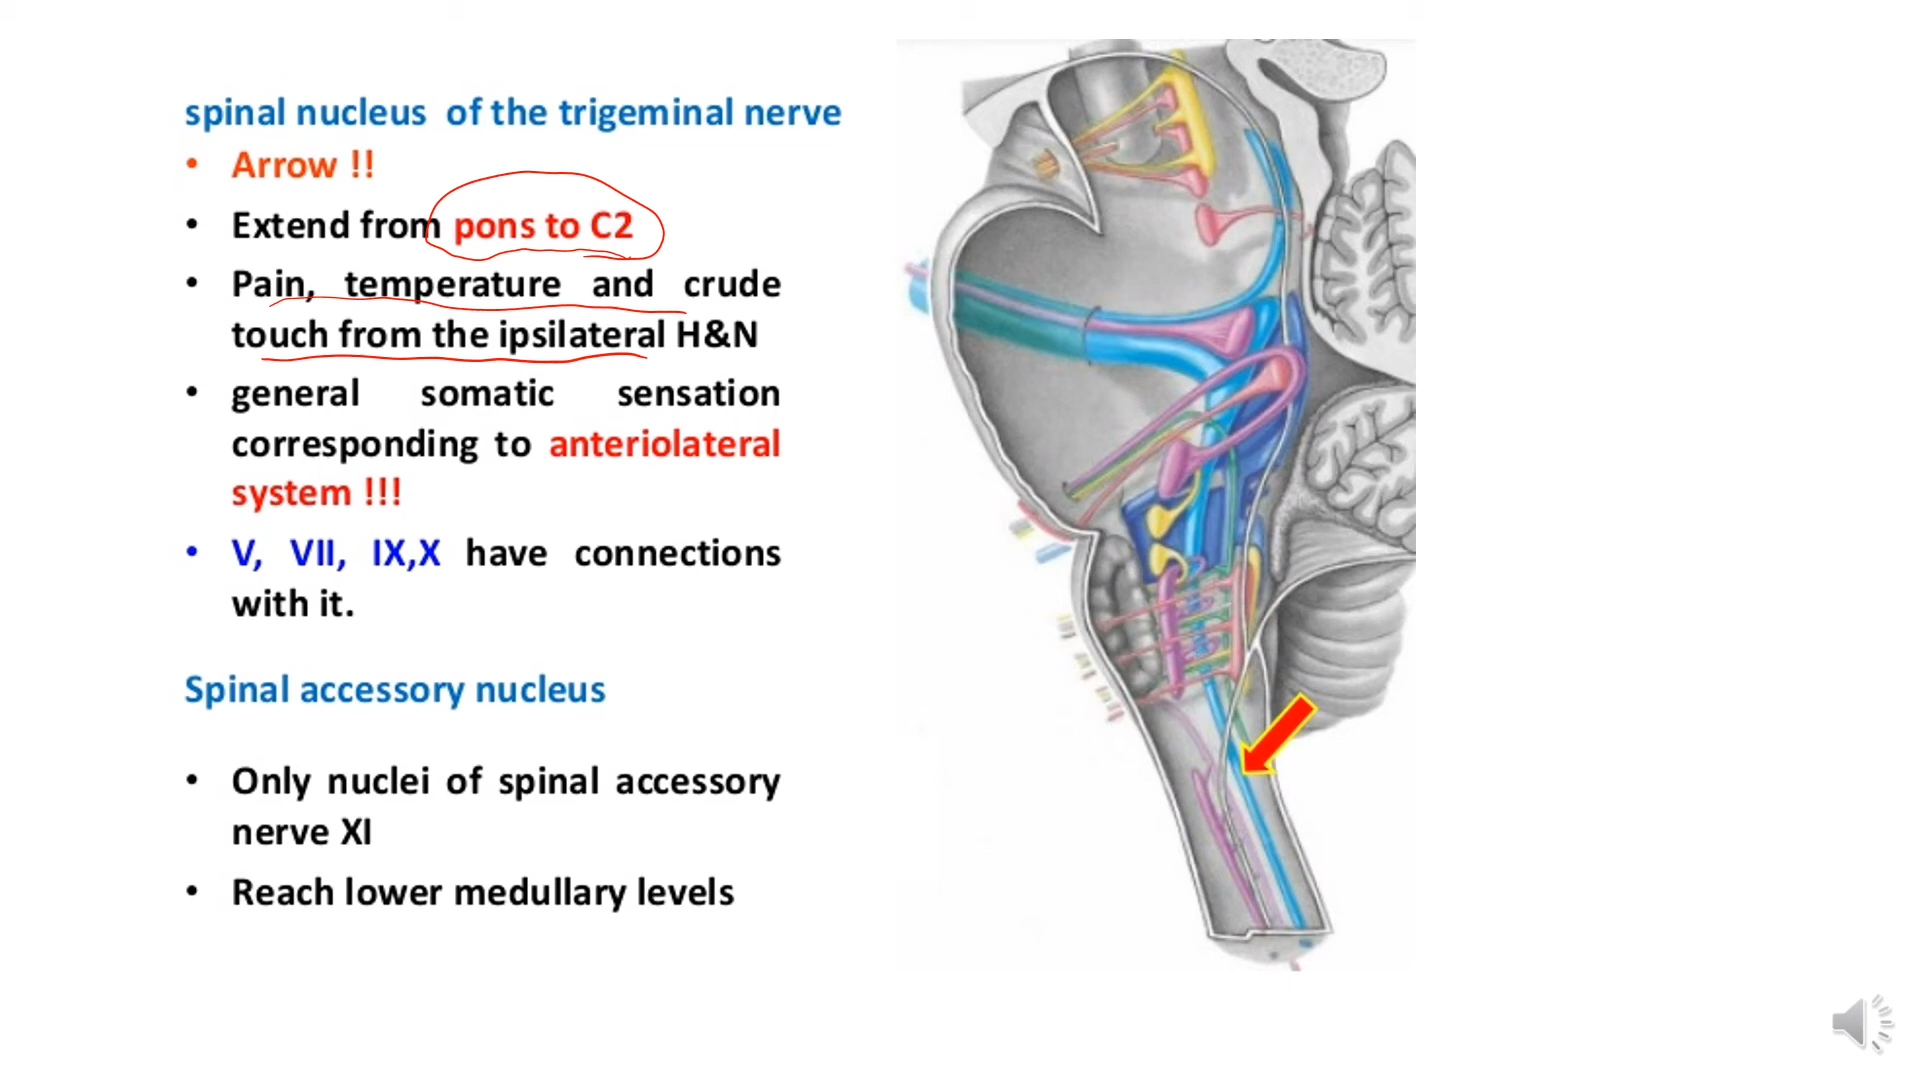 spinal nucleus of the trigeminal nerve
• Arrow !!
• Extend from pons to C2
• Pain, temperature and crude
touch from the ipsilateral H&N
• general somatic sensation
corresponding to anteriolateral
system !!!
• V, VII, IX,X have connections
with it.
Spinal accessory nucleus
• Only nuclei of spinal accessory
nerve XI
• Reach lower medullary levels